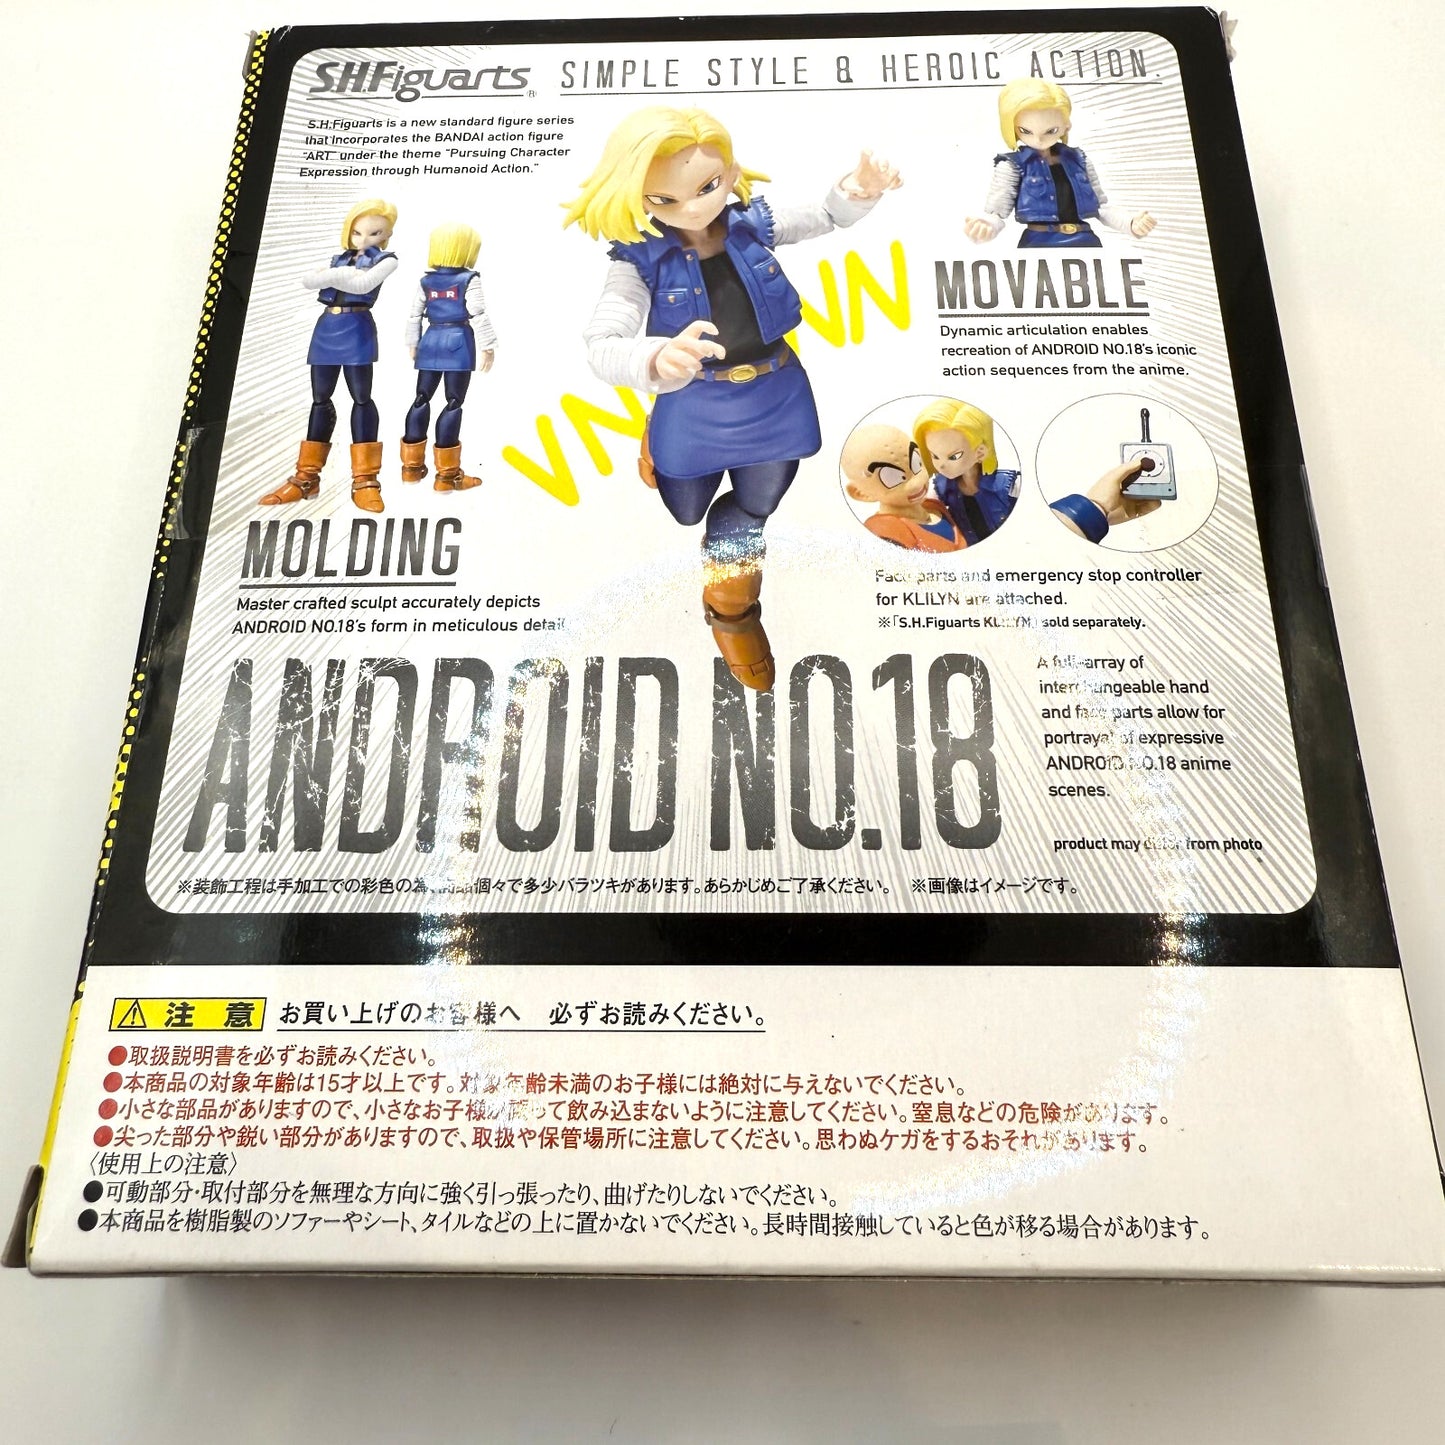 S.H.Figuarts®
SIMPLE STYLE & HEROIC ACTION.
S.H.Figuarts is a new standard figure series
that incorporates the BANDAI action figure
"ART" under the theme "Pursuing Character
Expression through Humanoid Action."
RR
MOVABLE
Dynamic articulation enables
recreation of ANDROID NO.18's iconic
action sequences from the anime.
MOLDING
Master crafted sculpt accurately depicts
ANDROID NO.18's form in meticulous detail
Face parts and emergency stop controller
for KLILYN are attached.
※「S.H.Figuarts KLILYN」sold separately.
ANDROID NO.18
A full array of
interchangeable hand
and face parts allow for
portrayal of expressive
ANDROID NO.18 anime
scenes.
product may differ from photo
※装飾工程は手加工での彩色の為、商品個々で多少バラツキがあります。あらかじめご了承ください。 ※画像はイメージです。
⚠注意 お買い上げのお客様へ 必ずお読みください。
●取扱説明書を必ずお読みください。
●本商品の対象年齢は15才以上です。対象年齢未満のお子様には絶対に与えないでください。
●小さな部品がありますので、小さなお子様が誤って飲み込まないように注意してください。窒息などの危険があります。
●尖った部分や鋭い部分がありますので、取扱や保管場所に注意してください。思わぬケガをするおそれがあります。
〈使用上の注意〉
●可動部分・取付部分を無理な方向に強く引っ張ったり、曲げたりしないでください。
●本商品を樹脂製のソファーやシート、タイルなどの上に置かないでください。長時間接触していると色が移る場合があります。